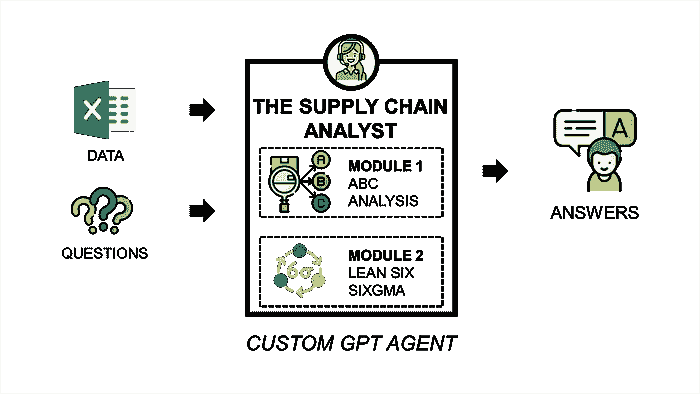 X
DATA
QUESTIONS
THE SUPPLY CHAIN
ANALYST
A
B
C
MODULE 1
ABC
ANALYSIS
6σ
MODULE 2
LEAN SIX
SIXGMA
CUSTOM GPT AGENT
A
ANSWERS